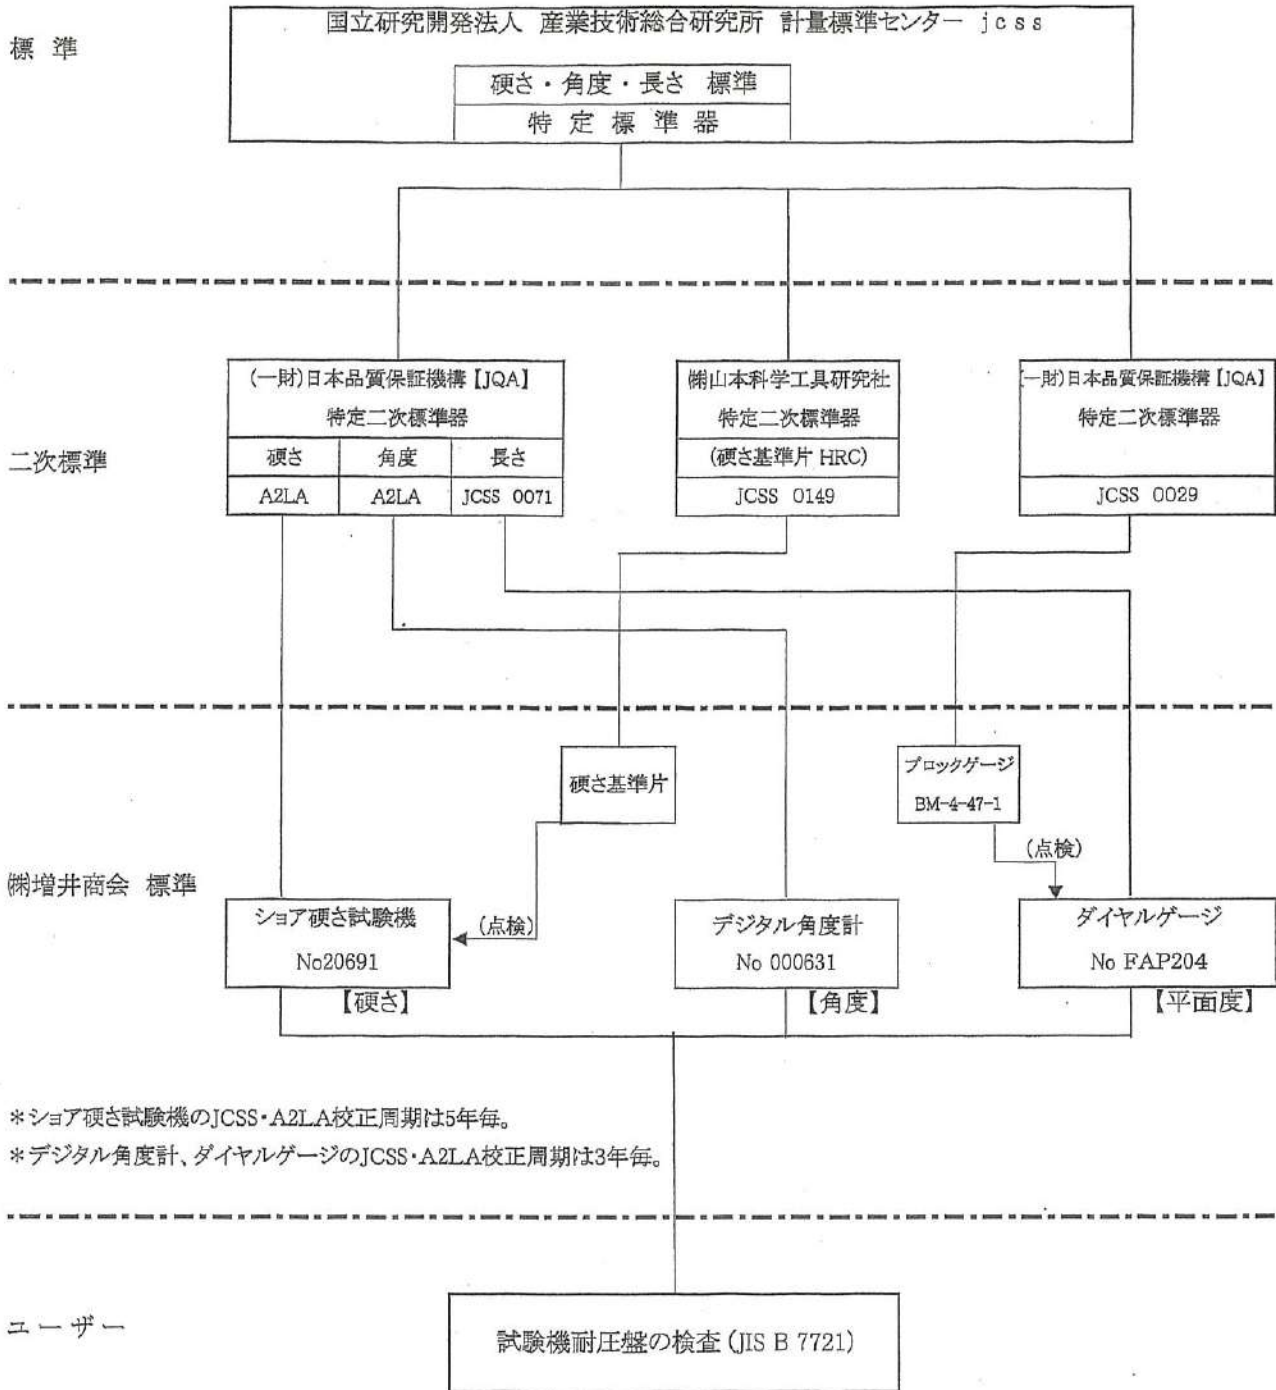 国立研究開発法人 産業技術総合研究所 計量標準センター jcss
標 準
硬さ・角度・長さ 標準
特 定 標 準 器
(一財)日本品質保証機構【JQA】
特定二次標準器
硬さ 角度 長さ
A2LA A2LA JCSS 0071
㈱山本科学工具研究社
特定二次標準器
(硬さ基準片 HRC)
JCSS 0149
(一財)日本品質保証機構【JQA】
特定二次標準器
JCSS 0029
二次標準
硬さ基準片
ブロックゲージ
BM-4-47-1
(点検)
㈱増井商会 標準
ショア硬さ試験機
No20691
【硬さ】
(点検)
デジタル角度計
No 000631
【角度】
ダイヤルゲージ
No FAP204
【平面度】
*ショア硬さ試験機のJCSS・A2LA校正周期は5年毎。
*デジタル角度計、ダイヤルゲージのJCSS・A2LA校正周期は3年毎。
ユーザー
試験機耐圧盤の検査(JIS B 7721)